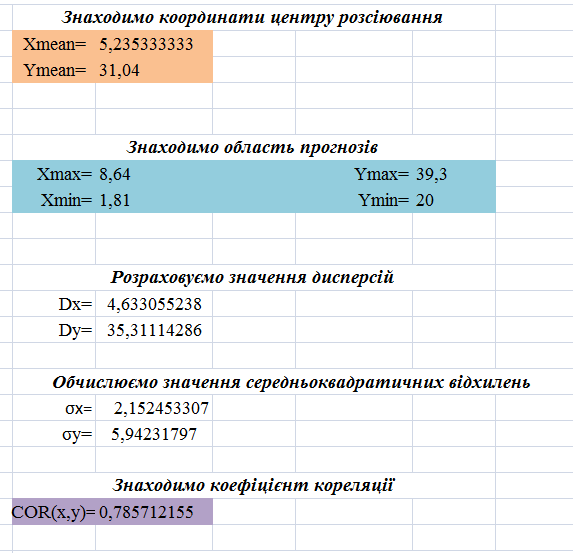 Знаходимо координати центру розсіювання
Xmean= 5,235333333
Ymean= 31,04
Знаходимо область прогнозів
Xmax= 8,64 Ymax= 39,3
Xmin= 1,81 Ymin= 20
Розраховуємо значення дисперсій
Dx= 4,633055238
Dy= 35,31114286
Обчислюємо значення середньоквадратичних відхилень
σx= 2,152453307
σy= 5,94231797
Знаходимо коефіцієнт кореляції
COR(x,y)= 0,785712155